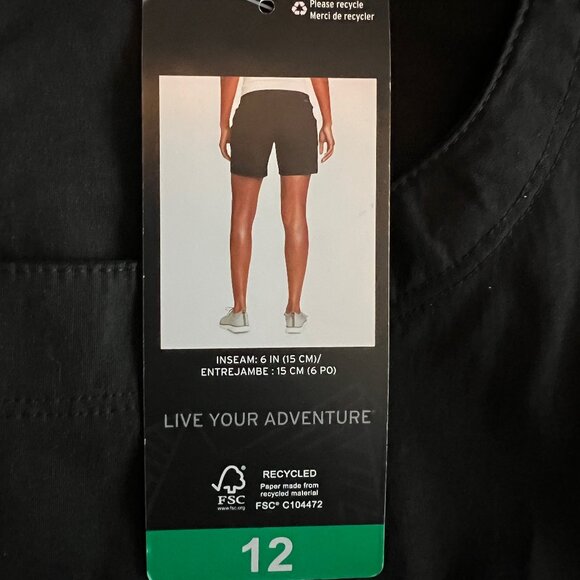 Please recycle
Merci de recycler
INSEAM: 6 IN (15 CM)/
ENTREJAMBE : 15 CM (6 PO)
LIVE YOUR ADVENTURE
FSC
www.fsc.org
RECYCLED
Paper made from
recycled material
FSC® C104472
12